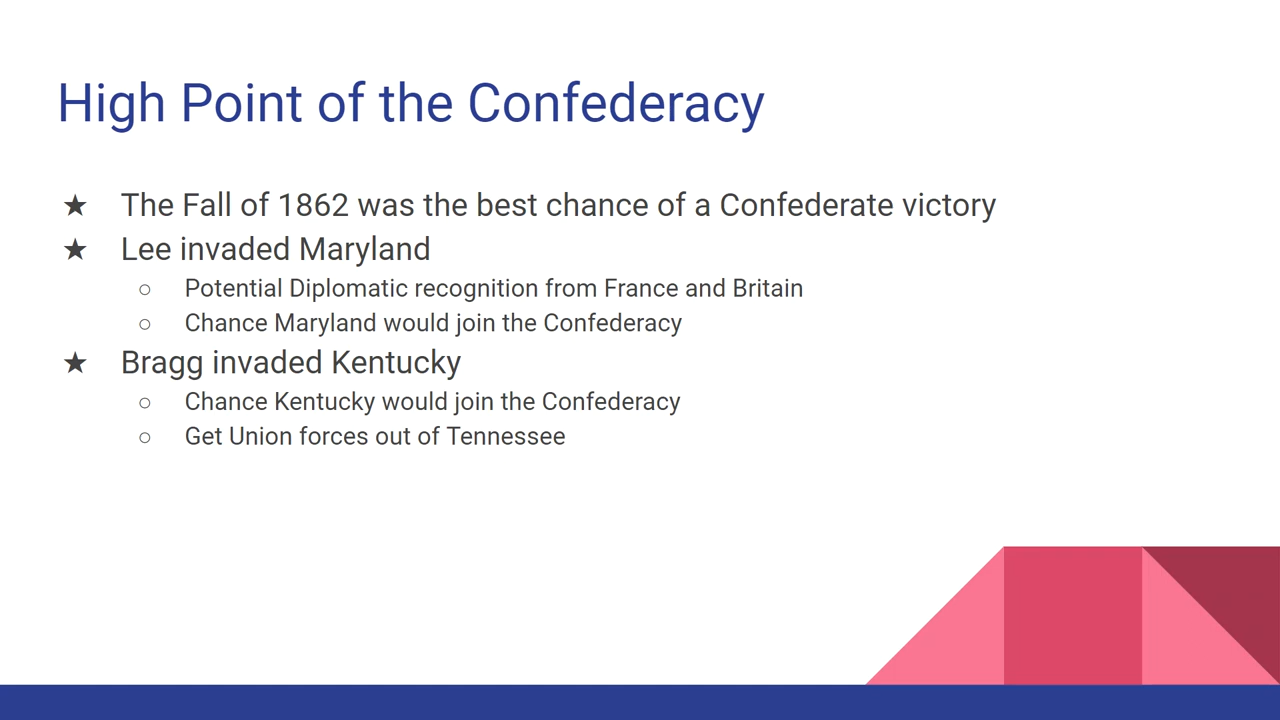 High Point of the Confederacy
★ The Fall of 1862 was the best chance of a Confederate victory
★ Lee invaded Maryland
○ Potential Diplomatic recognition from France and Britain
○ Chance Maryland would join the Confederacy
★ Bragg invaded Kentucky
○ Chance Kentucky would join the Confederacy
○ Get Union forces out of Tennessee